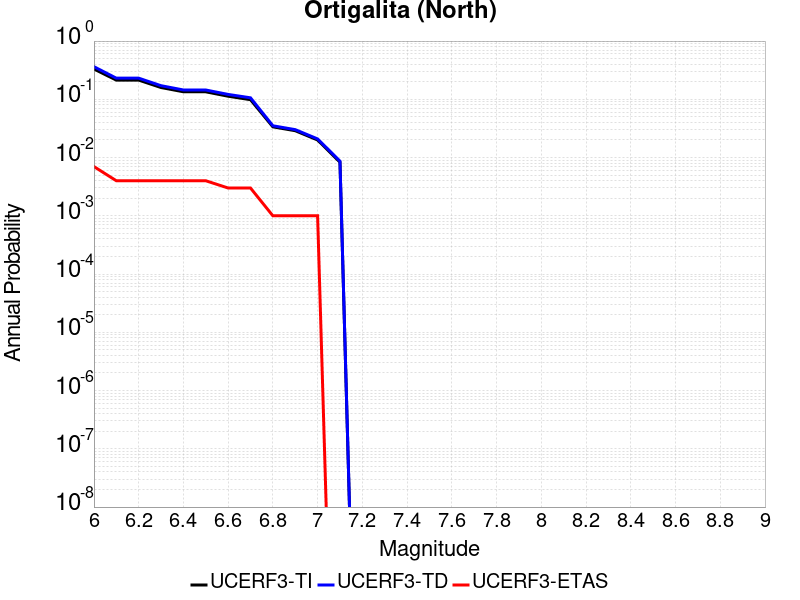 Ortigalita (North)
10^0
10^-1
10^-2
10^-3
10^-4
10^-5
10^-6
10^-7
10^-8
Annual Probability
6 6.2 6.4 6.6 6.8 7 7.2 7.4 7.6 7.8 8 8.2 8.4 8.6 8.8 9
Magnitude
UCERF3-TI UCERF3-TD UCERF3-ETAS